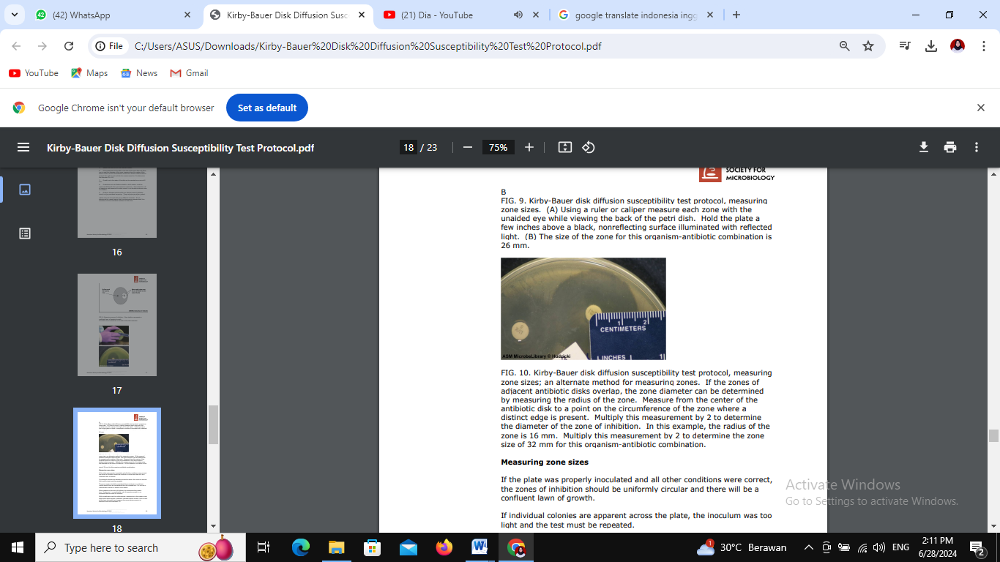 (42) WhatsApp
Kirby-Bauer Disk Diffusion Susc
(21) Dia - YouTube
google translate indonesia ingg
File
C:/Users/ASUS/Downloads/Kirby-Bauer%20Disk%20Diffusion%20Susceptibility%20Test%20Protocol.pdf
YouTube
Maps
News
Gmail
Google Chrome isn't your default browser
Set as default
Kirby-Bauer Disk Diffusion Susceptibility Test Protocol.pdf
18 / 23
75%
16
17
18
SOCIETY FOR
MICROBIOLOGY
B
FIG. 9. Kirby-Bauer disk diffusion susceptibility test protocol, measuring
zone sizes. (A) Using a ruler or caliper measure each zone with the
unaided eye while viewing the back of the petri dish. Hold the plate a
few inches above a black, nonreflecting surface illuminated with reflected
light. (B) The size of the zone for this organism-antibiotic combination is
26 mm.
1 2
CENTIMETERS
INCHES
ASM MicrobeLibrary © Hudzicki
FIG. 10. Kirby-Bauer disk diffusion susceptibility test protocol, measuring
zone sizes; an alternate method for measuring zones. If the zones of
adjacent antibiotic disks overlap, the zone diameter can be determined
by measuring the radius of the zone. Measure from the center of the
antibiotic disk to a point on the circumference of the zone where a
distinct edge is present. Multiply this measurement by 2 to determine
the diameter of the zone of inhibition. In this example, the radius of the
zone is 16 mm. Multiply this measurement by 2 to determine the zone
size of 32 mm for this organism-antibiotic combination.
Measuring zone sizes
If the plate was properly inoculated and all other conditions were correct,
the zones of inhibition should be uniformly circular and there will be a
confluent lawn of growth.
If individual colonies are apparent across the plate, the inoculum was too
light and the test must be repeated.
Activate Windows
Go to Settings to activate Windows.
Type here to search
1
30°C Berawan
ENG
2:11 PM
6/28/2024
2